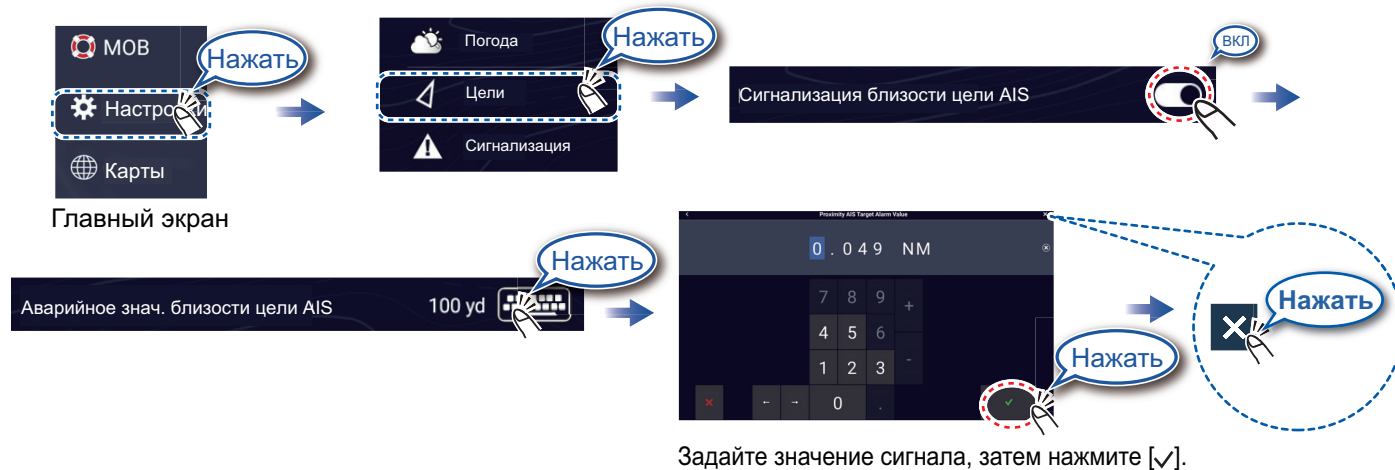 MOB
Нажать
Настройки
Карты
Главный экран
Погода
Нажать
Цели
Сигнализация
ВКЛ
Сигнализация близости цели AIS
Нажать
Аварийное знач. близости цели AIS 100 yd
Proximity AIS Target Alarm Value
0.049 NM
7 8 9 +
4 5 6
1 2 3 -
← → 0 .
Нажать
Нажать
Задайте значение сигнала, затем нажмите [✓].